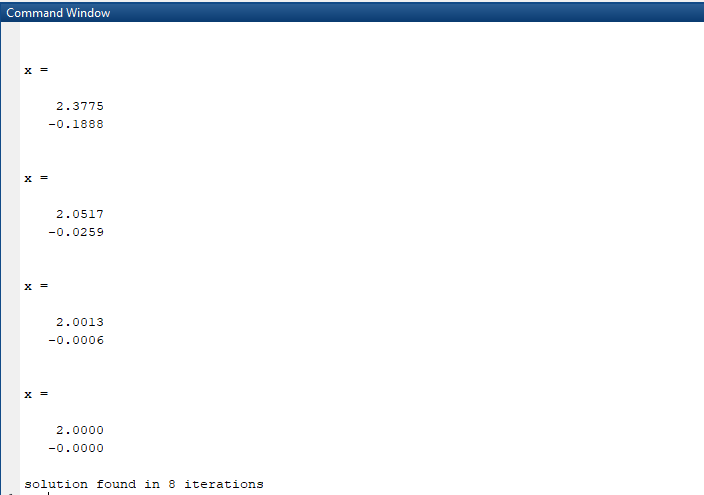 Command Window
x =
2.3775
-0.1888
x =
2.0517
-0.0259
x =
2.0013
-0.0006
x =
2.0000
-0.0000
solution found in 8 iterations